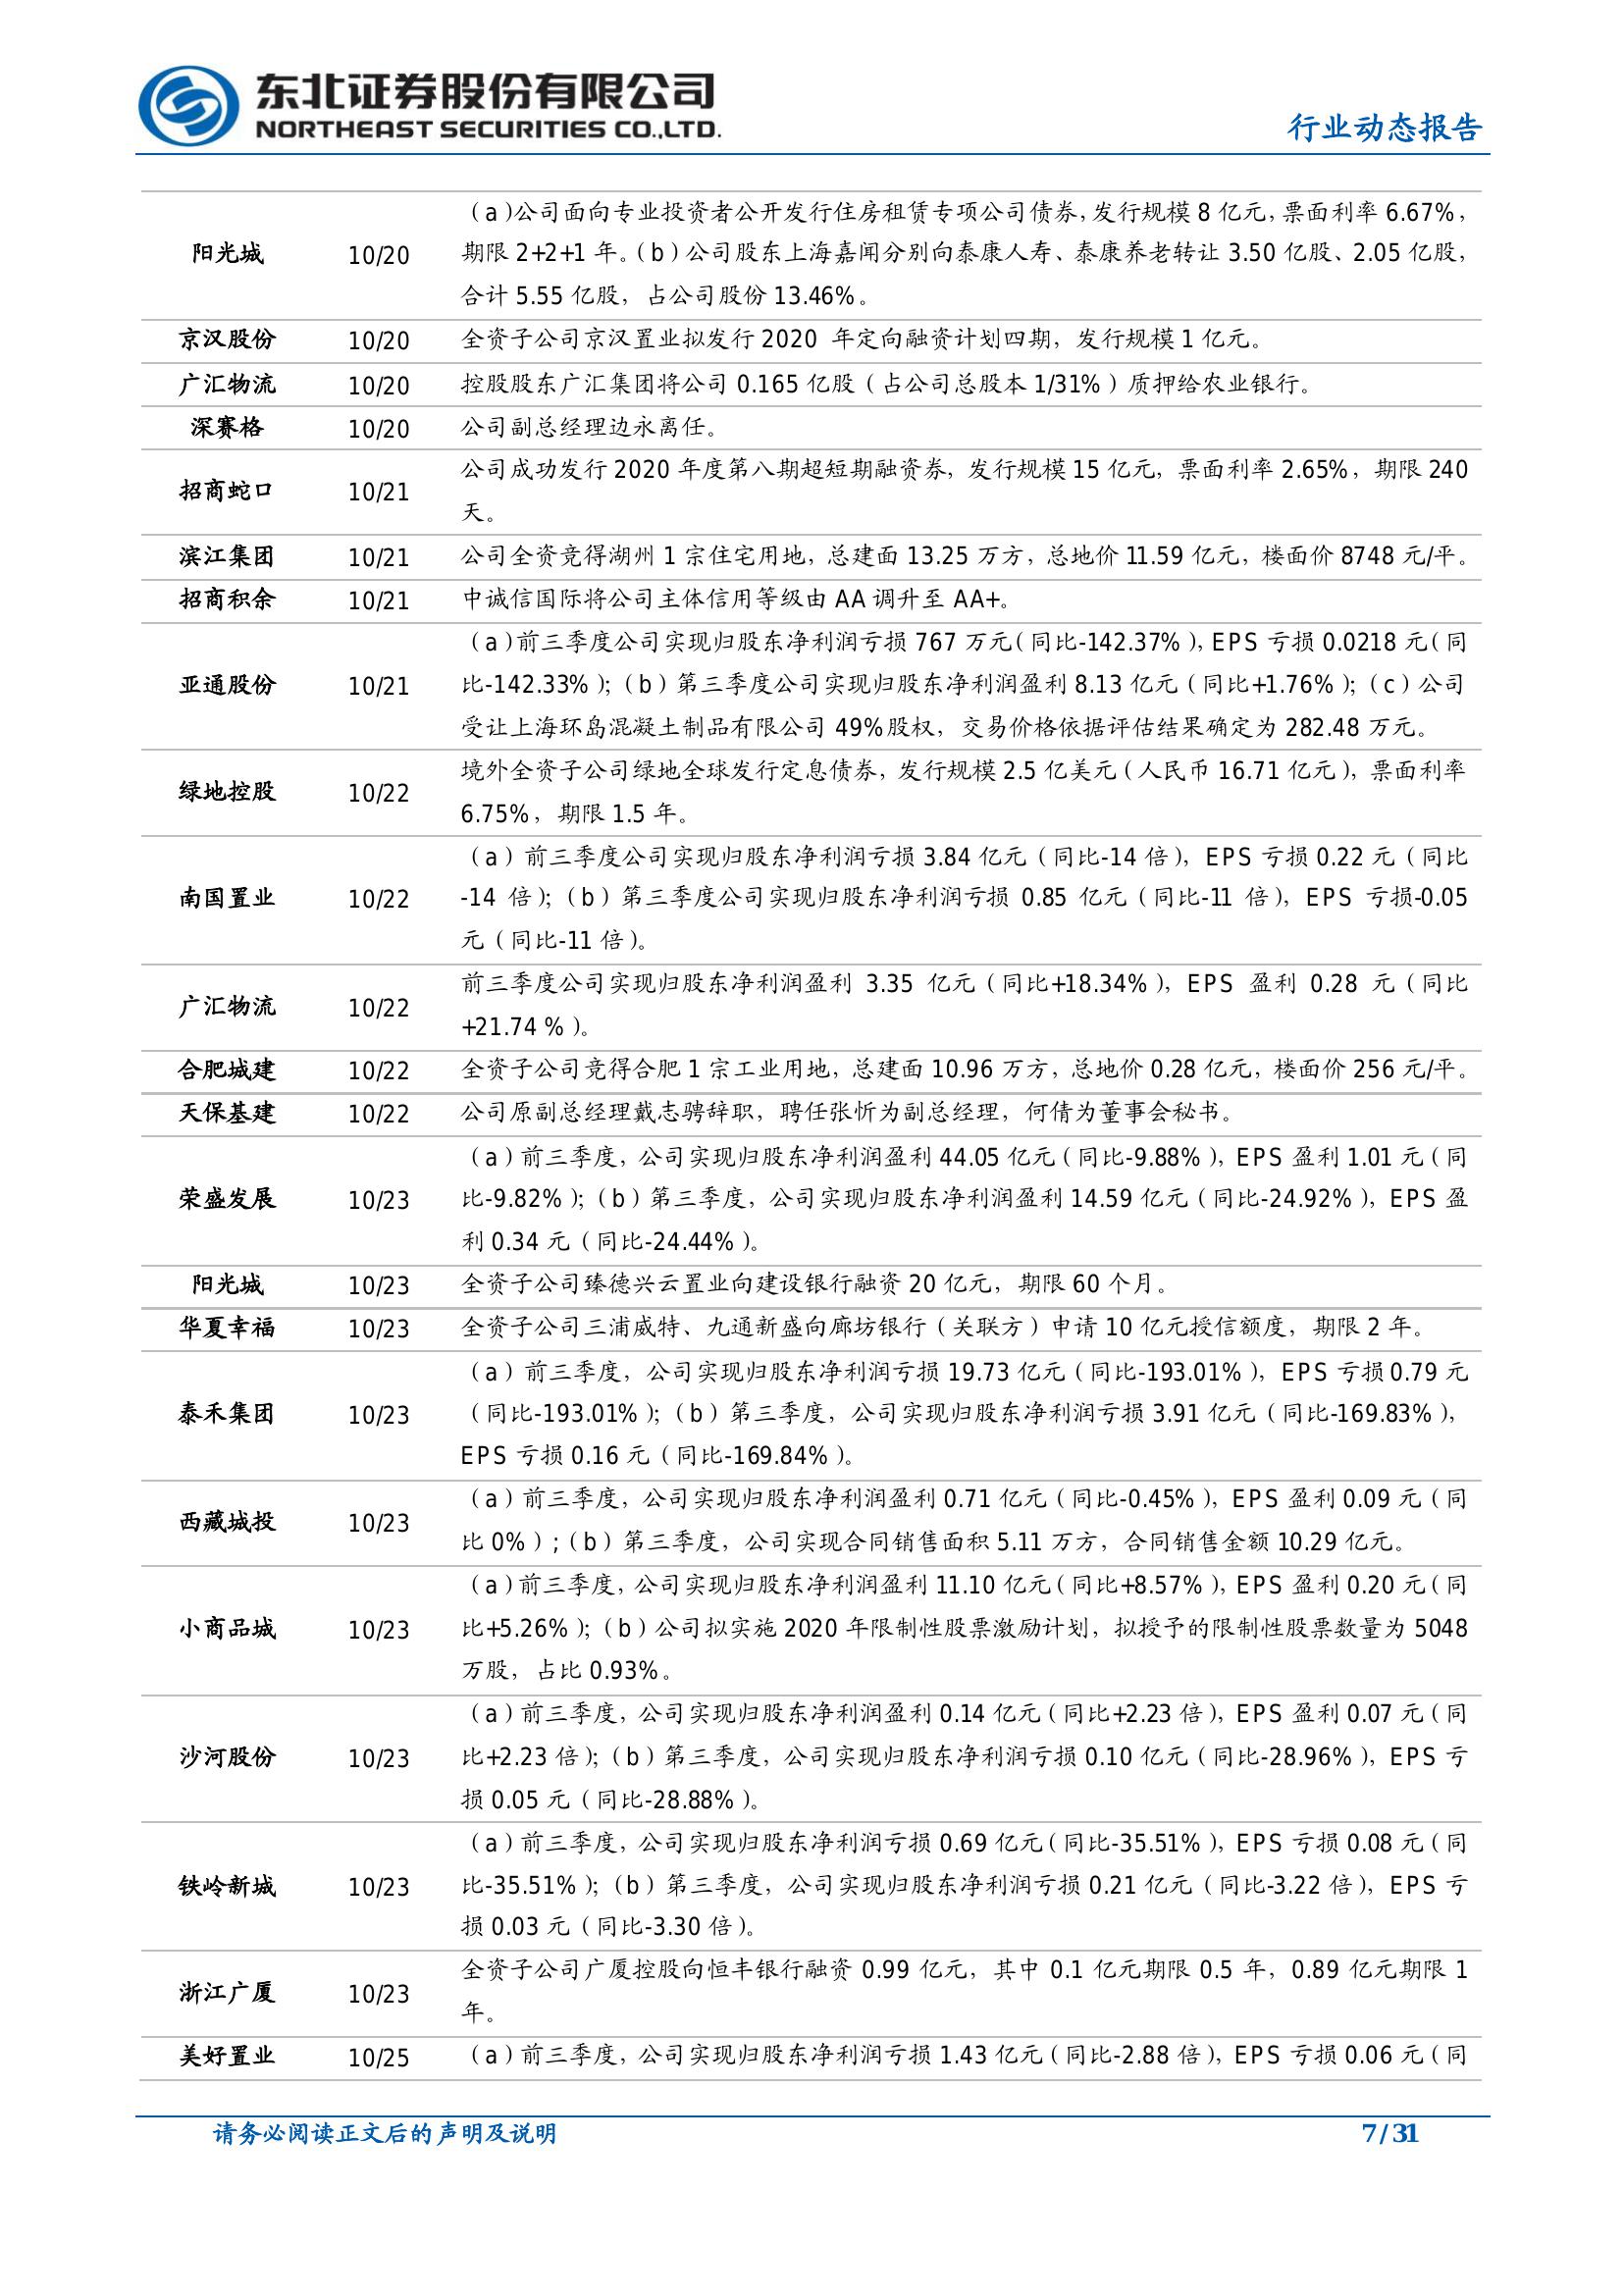 东北证券股份有限公司
NORTHEAST SECURITIES CO.,LTD.
行业动态报告
阳光城 10/20 （a)公司面向专业投资者公开发行住房租赁专项公司债券，发行规模 8 亿元，票面利率 6.67%，
期限 2+2+1 年。（b）公司股东上海嘉闻分别向泰康人寿、泰康养老转让 3.50 亿股、2.05 亿股，
合计 5.55 亿股，占公司股份 13.46%。
京汉股份 10/20 全资子公司京汉置业拟发行 2020 年定向融资计划四期，发行规模 1 亿元。
广汇物流 10/20 控股股东广汇集团将公司 0.165 亿股（占公司总股本 1/31%）质押给农业银行。
深赛格 10/20 公司副总经理边永离任。
招商蛇口 10/21 公司成功发行 2020 年度第八期超短期融资券，发行规模 15 亿元，票面利率 2.65%，期限 240
天。
滨江集团 10/21 公司全资竞得湖州 1 宗住宅用地，总建面 13.25 万方，总地价 11.59 亿元，楼面价 8748 元/平。
招商积余 10/21 中诚信国际将公司主体信用等级由 AA 调升至 AA+。
亚通股份 10/21 （a)前三季度公司实现归股东净利润亏损 767 万元（同比-142.37%），EPS 亏损 0.0218 元（同
比-142.33%）；（b）第三季度公司实现归股东净利润盈利 8.13 亿元（同比+1.76%）；（c）公司
受让上海环岛混凝土制品有限公司 49%股权，交易价格依据评估结果确定为 282.48 万元。
绿地控股 10/22 境外全资子公司绿地全球发行定息债券，发行规模 2.5 亿美元（人民币 16.71 亿元），票面利率
6.75%，期限 1.5 年。
南国置业 10/22 （a）前三季度公司实现归股东净利润亏损 3.84 亿元（同比-14 倍），EPS 亏损 0.22 元（同比
-14 倍）；（b）第三季度公司实现归股东净利润亏损 0.85 亿元（同比-11 倍），EPS 亏损-0.05
元（同比-11 倍）。
广汇物流 10/22 前三季度公司实现归股东净利润盈利 3.35 亿元（同比+18.34%），EPS 盈利 0.28 元（同比
+21.74 %）。
合肥城建 10/22 全资子公司竞得合肥 1 宗工业用地，总建面 10.96 万方，总地价 0.28 亿元，楼面价 256 元/平。
天保基建 10/22 公司原副总经理戴志骋辞职，聘任张忻为副总经理，何倩为董事会秘书。
荣盛发展 10/23 （a）前三季度，公司实现归股东净利润盈利 44.05 亿元（同比-9.88%），EPS 盈利 1.01 元（同
比-9.82%）；（b）第三季度，公司实现归股东净利润盈利 14.59 亿元（同比-24.92%），EPS 盈
利 0.34 元（同比-24.44%）。
阳光城 10/23 全资子公司臻德兴云置业向建设银行融资 20 亿元，期限 60 个月。
华夏幸福 10/23 全资子公司三浦威特、九通新盛向廊坊银行（关联方）申请 10 亿元授信额度，期限 2 年。
泰禾集团 10/23 （a）前三季度，公司实现归股东净利润亏损 19.73 亿元（同比-193.01%），EPS 亏损 0.79 元
（同比-193.01%）；（b）第三季度，公司实现归股东净利润亏损 3.91 亿元（同比-169.83%），
EPS 亏损 0.16 元（同比-169.84%）。
西藏城投 10/23 （a）前三季度，公司实现归股东净利润盈利 0.71 亿元（同比-0.45%），EPS 盈利 0.09 元（同
比 0%）;（b）第三季度，公司实现合同销售面积 5.11 万方，合同销售金额 10.29 亿元。
小商品城 10/23 （a）前三季度，公司实现归股东净利润盈利 11.10 亿元（同比+8.57%），EPS 盈利 0.20 元（同
比+5.26%）；（b）公司拟实施 2020 年限制性股票激励计划，拟授予的限制性股票数量为 5048
万股，占比 0.93%。
沙河股份 10/23 （a）前三季度，公司实现归股东净利润盈利 0.14 亿元（同比+2.23 倍），EPS 盈利 0.07 元（同
比+2.23 倍）；（b）第三季度，公司实现归股东净利润亏损 0.10 亿元（同比-28.96%），EPS 亏
损 0.05 元（同比-28.88%）。
铁岭新城 10/23 （a）前三季度，公司实现归股东净利润亏损 0.69 亿元（同比-35.51%），EPS 亏损 0.08 元（同
比-35.51%）；（b）第三季度，公司实现归股东净利润亏损 0.21 亿元（同比-3.22 倍），EPS 亏
损 0.03 元（同比-3.30 倍）。
浙江广厦 10/23 全资子公司广厦控股向恒丰银行融资 0.99 亿元，其中 0.1 亿元期限 0.5 年，0.89 亿元期限 1
年。
美好置业 10/25 （a）前三季度，公司实现归股东净利润亏损 1.43 亿元（同比-2.88 倍），EPS 亏损 0.06 元（同
请务必阅读正文后的声明及说明 7 / 31